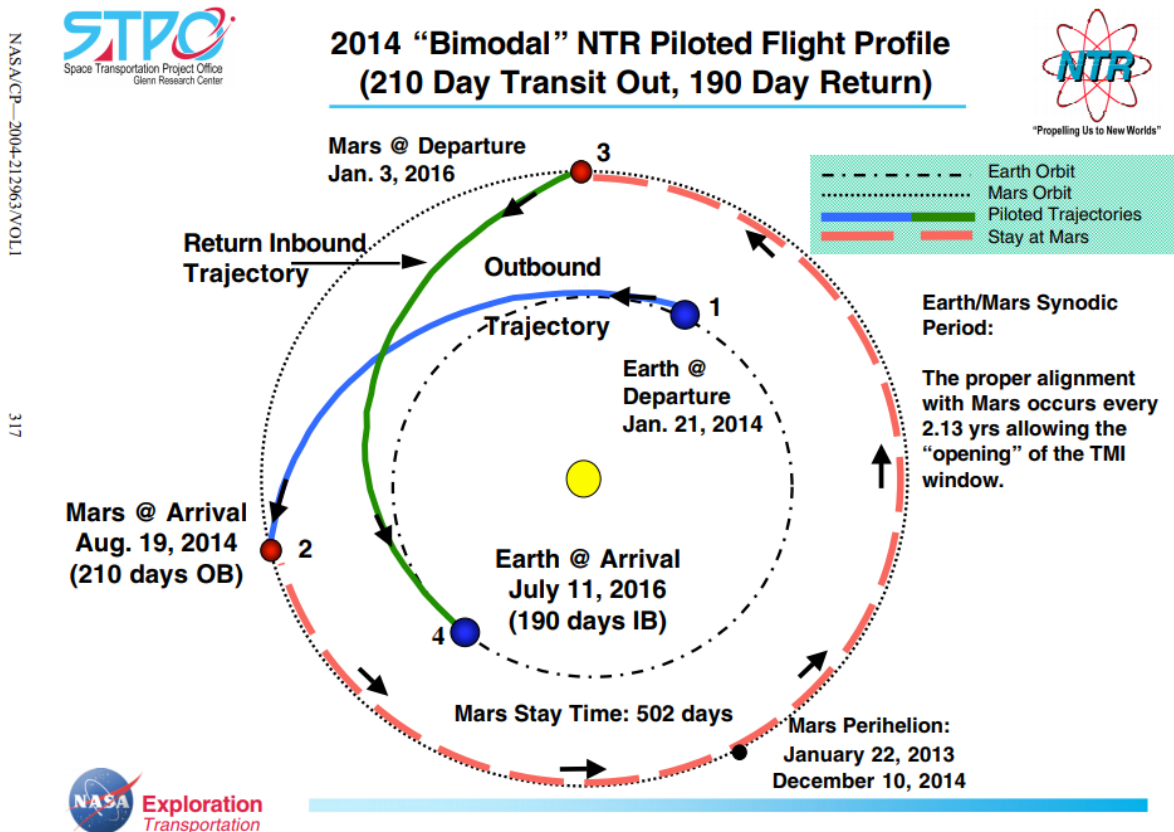 NASA/CP—2004-212963/VOL1
317
STPO
Space Transportation Project Office
Glenn Research Center
2014 “Bimodal” NTR Piloted Flight Profile
(210 Day Transit Out, 190 Day Return)
NTR
“Propelling Us to New Worlds”
Mars @ Departure
Jan. 3, 2016
3
Earth Orbit
Mars Orbit
Piloted Trajectories
Stay at Mars
Return Inbound
Trajectory
Outbound
Trajectory
1
Earth @
Departure
Jan. 21, 2014
Earth/Mars Synodic
Period:
The proper alignment
with Mars occurs every
2.13 yrs allowing the
“opening” of the TMI
window.
Mars @ Arrival
Aug. 19, 2014
(210 days OB)
2
Earth @ Arrival
July 11, 2016
(190 days IB)
4
Mars Stay Time: 502 days
Mars Perihelion:
January 22, 2013
December 10, 2014
NASA
Exploration
Transportation